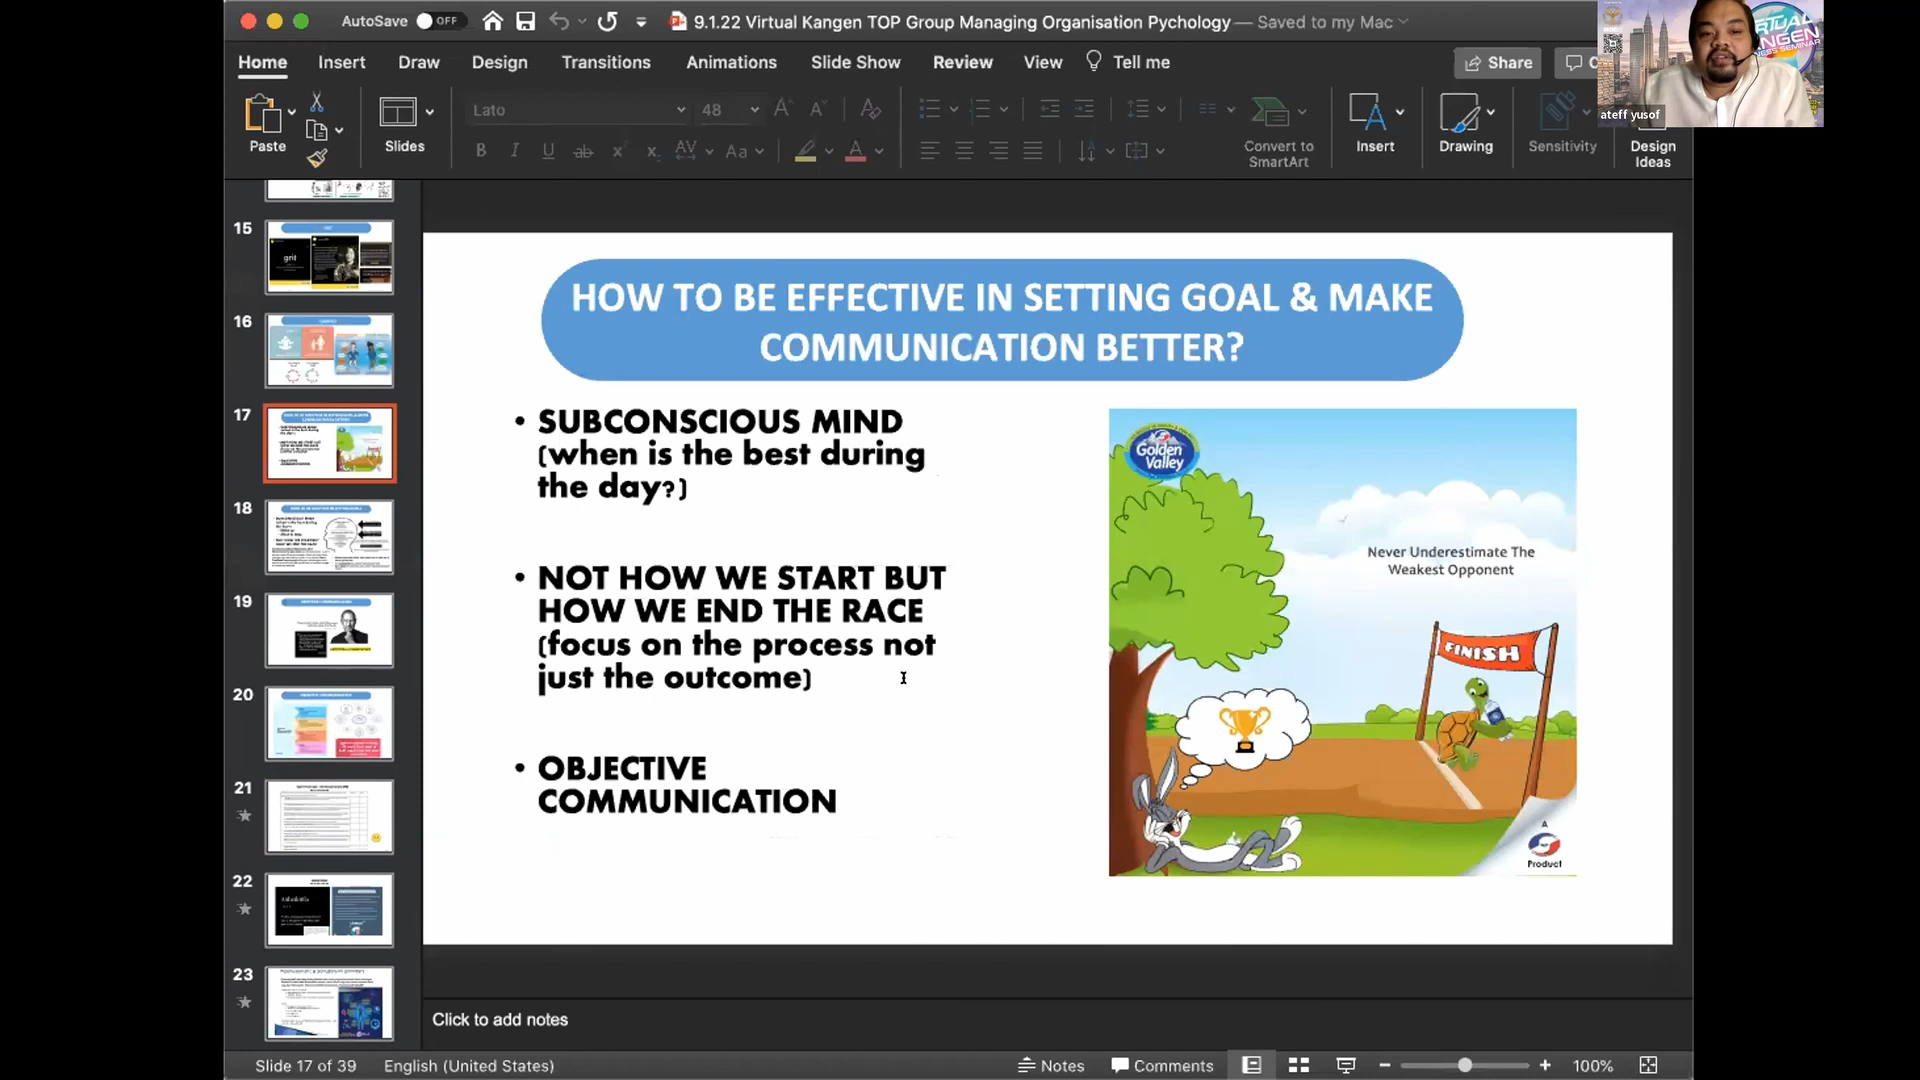 AutoSave
OFF
9.1.22 Virtual Kangen TOP Group Managing Organisation Pychology — Saved to my Mac
Home
Insert
Draw
Design
Transitions
Animations
Slide Show
Review
View
Tell me
Share
ateff yusof
Paste
Slides
Lato
48
Convert to
SmartArt
Insert
Drawing
Sensitivity
Design
Ideas
15
grit
16
17
18
19
20
21
22
23
HOW TO BE EFFECTIVE IN SETTING GOAL & MAKE
COMMUNICATION BETTER?
• SUBCONSCIOUS MIND
(when is the best during
the day?)
• NOT HOW WE START BUT
HOW WE END THE RACE
(focus on the process not
just the outcome)
• OBJECTIVE
COMMUNICATION
Golden
Valley
Never Underestimate The
Weakest Opponent
FINISH
A
Product
Click to add notes
Slide 17 of 39
English (United States)
Notes
Comments
100%